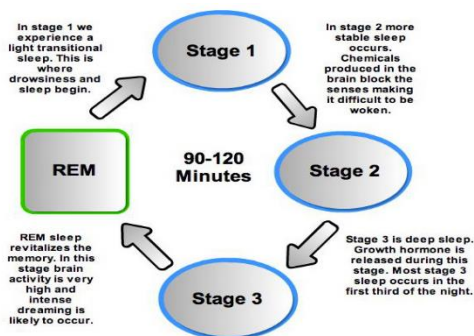 In stage 1 we
experience a
light transitional
sleep. This is
where
drowsiness and
sleep begin.
Stage 1
In stage 2 more
stable sleep
occurs.
Chemicals
produced in the
brain block the
senses making
it difficult to be
woken.
REM
90-120
Minutes
Stage 2
REM sleep
revitalizes the
memory. In this
stage brain
activity is very
high and
intense
dreaming is
likely to occur.
Stage 3
Stage 3 is deep sleep.
Growth hormone is
released during this
stage. Most stage 3
sleep occurs in the
first third of the night.